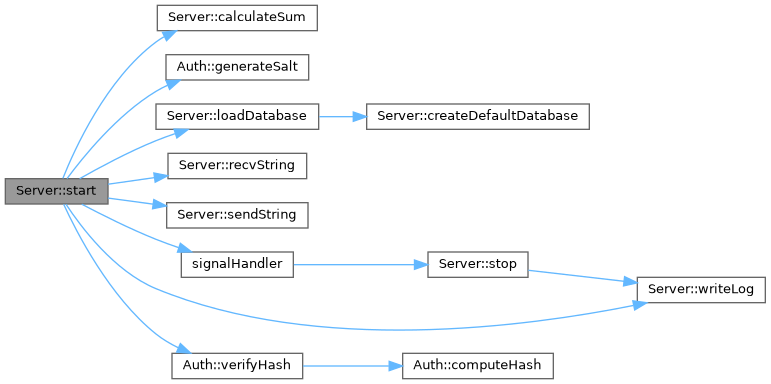 Server::calculateSum
Auth::generateSalt
Server::loadDatabase
Server::createDefaultDatabase
Server::recvString
Server::start
Server::sendString
signalHandler
Server::stop
Server::writeLog
Auth::verifyHash
Auth::computeHash